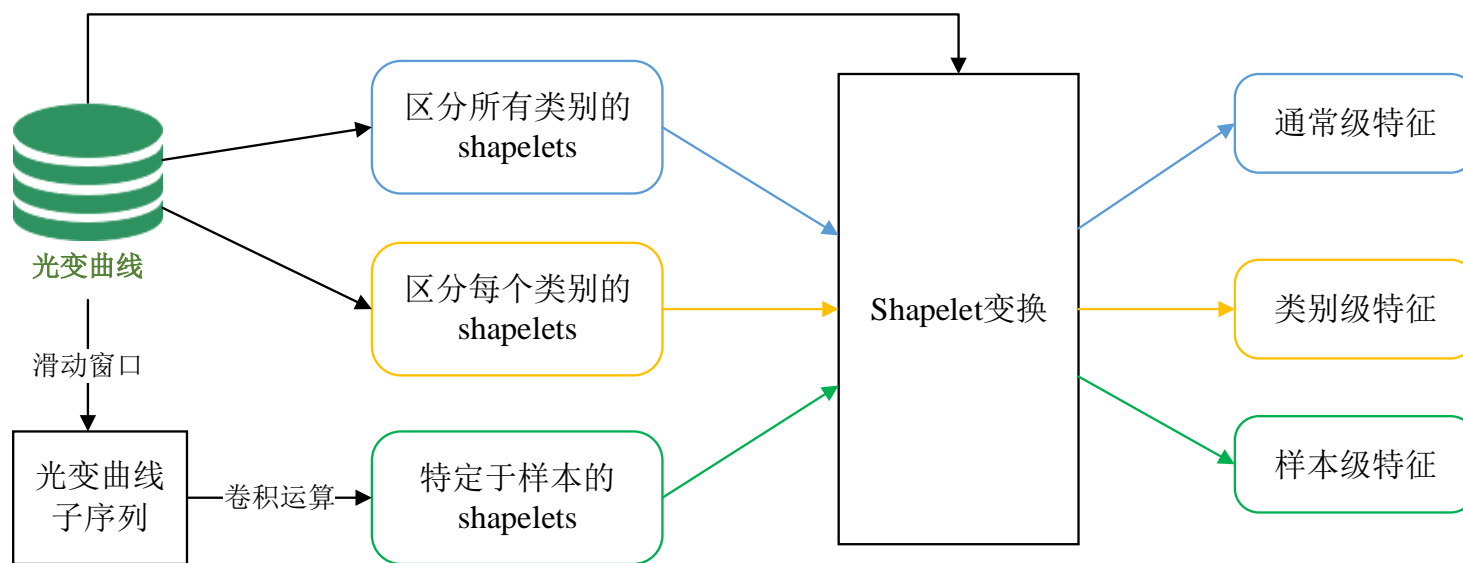 光变曲线
滑动窗口
光变曲线
子序列
卷积运算
区分所有类别的
shapelets
区分每个类别的
shapelets
特定于样本的
shapelets
Shapelet变换
通常级特征
类别级特征
样本级特征